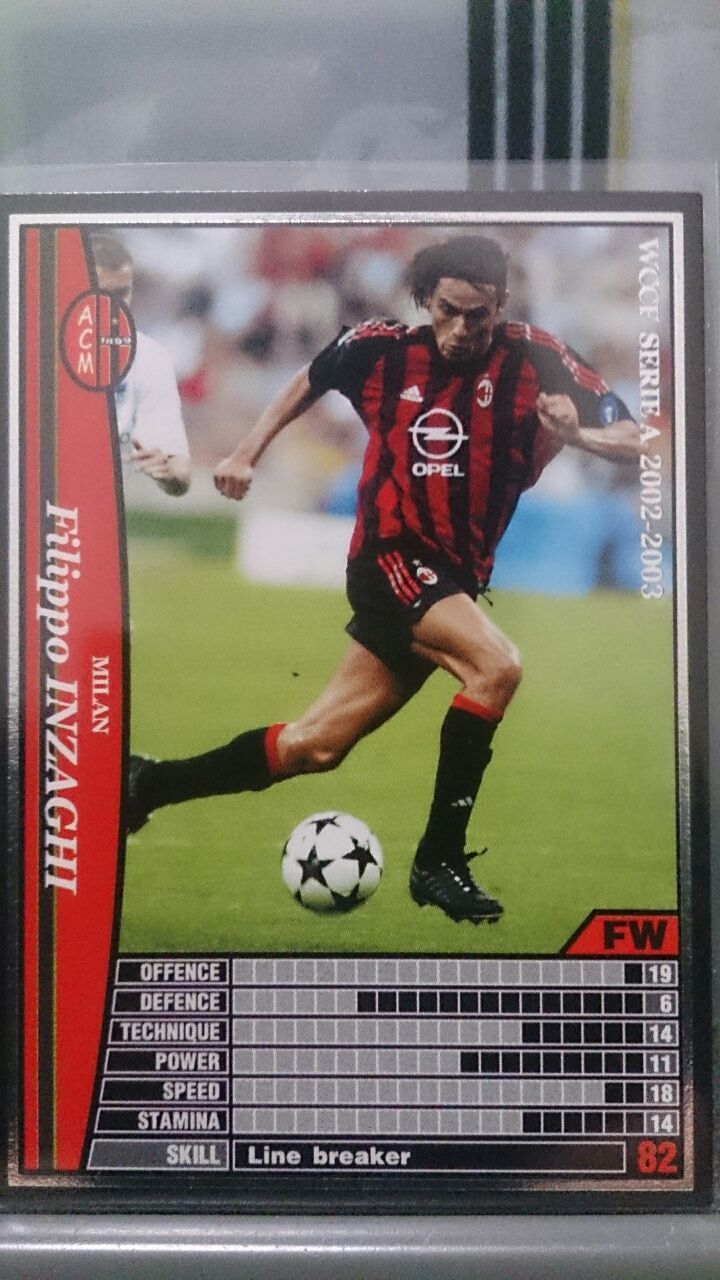 WCCF SERIE A 2002-2003
ACM
1899
OPEL
MILAN
Filippo INZAGHI
FW
OFFENCE 19
DEFENCE 6
TECHNIQUE 14
POWER 11
SPEED 18
STAMINA 14
SKILL Line breaker 82